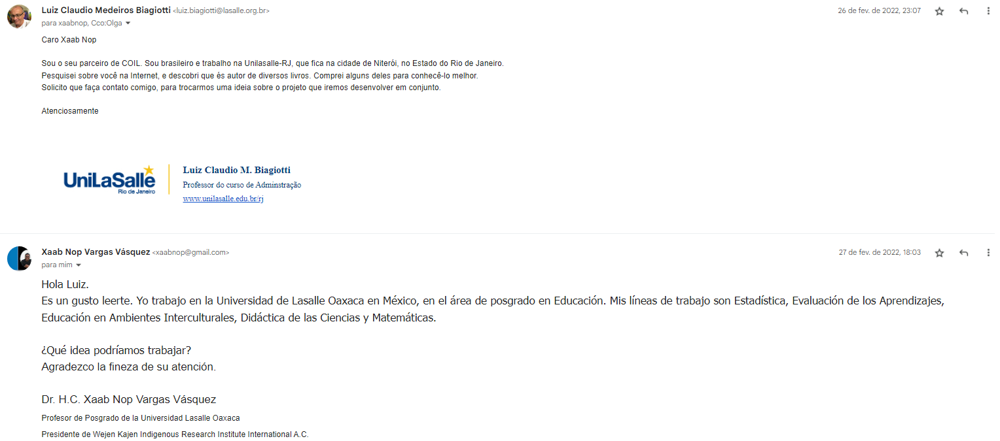 Luiz Claudio Medeiros Biagiotti <luiz.biagiotti@lasalle.org.br> 26 de fev. de 2022, 23:07
para xaabnop, Cco:Olga
Caro Xaab Nop
Sou o seu parceiro de COIL. Sou brasileiro e trabalho na Unilasalle-RJ, que fica na cidade de Niterói, no Estado do Rio de Janeiro.
Pesquisei sobre você na Internet, e descobri que és autor de diversos livros. Comprei alguns deles para conhecê-lo melhor.
Solicito que faça contato comigo, para trocarmos uma ideia sobre o projeto que iremos desenvolver em conjunto.
Atenciosamente
UniLaSalle
Rio de Janeiro
Luiz Claudio M. Biagiotti
Professor do curso de Adminstração
www.unilasalle.edu.br/rj
Xaab Nop Vargas Vásquez <xaabnop@gmail.com> 27 de fev. de 2022, 18:03
para mim
Hola Luiz.
Es un gusto leerte. Yo trabajo en la Universidad de Lasalle Oaxaca en México, en el área de posgrado en Educación. Mis líneas de trabajo son Estadística, Evaluación de los Aprendizajes,
Educación en Ambientes Interculturales, Didáctica de las Ciencias y Matemáticas.
¿Qué idea podríamos trabajar?
Agradezco la fineza de su atención.
Dr. H.C. Xaab Nop Vargas Vásquez
Profesor de Posgrado de la Universidad Lasalle Oaxaca
Presidente de Wejen Kajen Indigenous Research Institute International A.C.